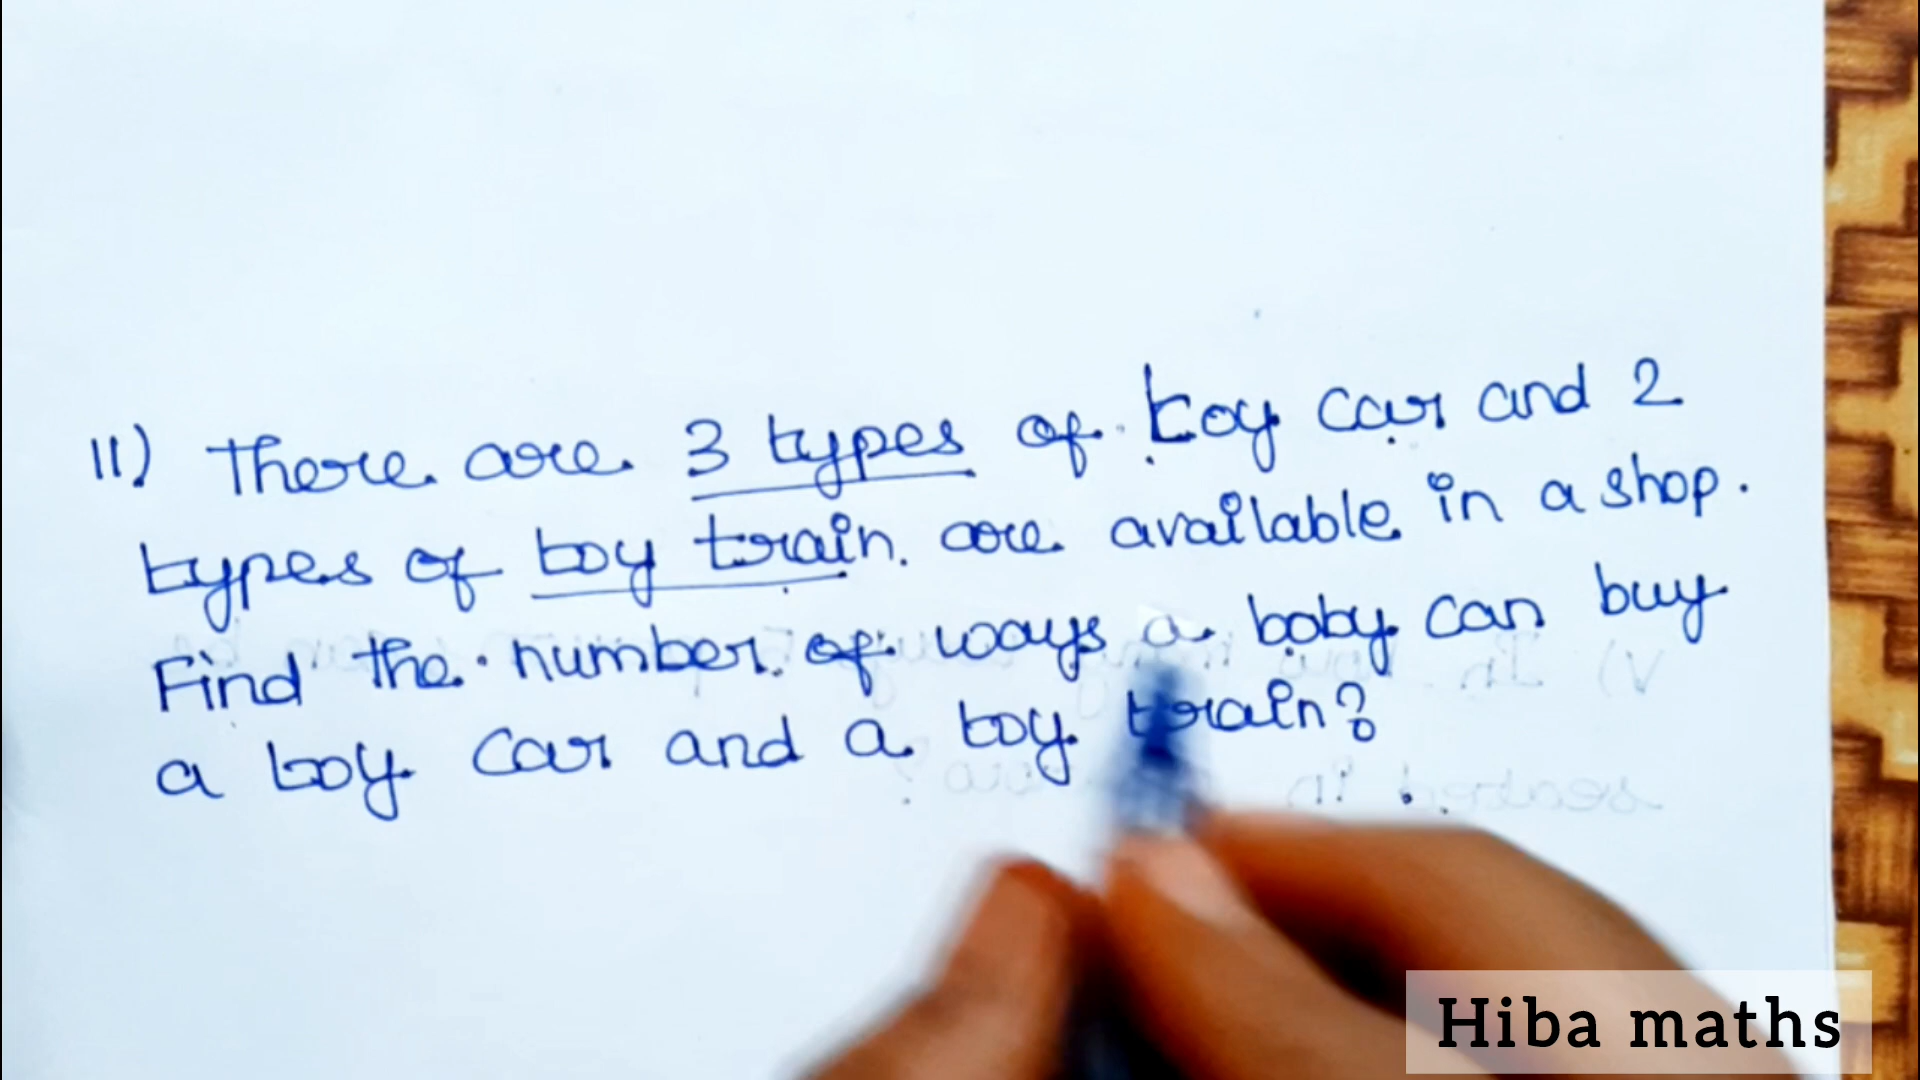 11) There are 3 types of toy car and 2
types of toy train are available in a shop.
Find the number of ways a baby can buy
a toy car and a toy train?
Hiba maths